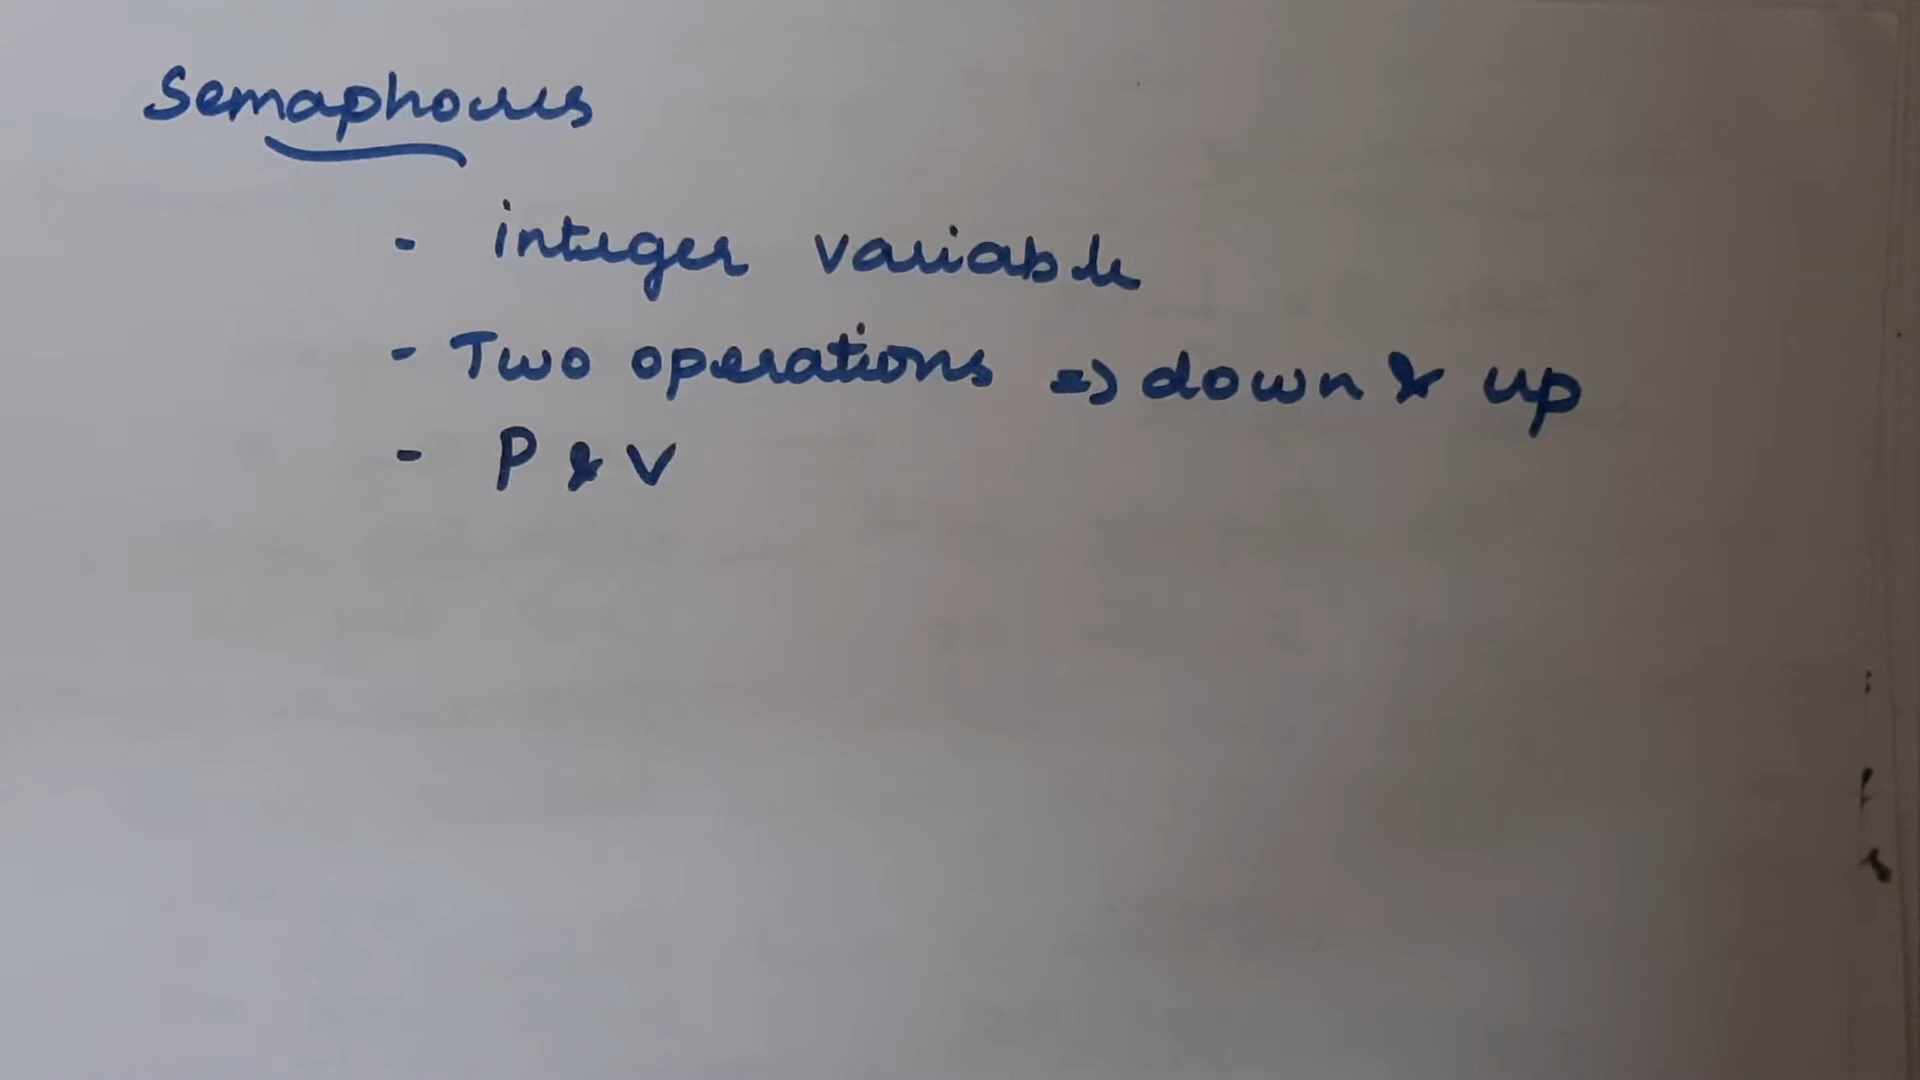 Semaphores
- integer variable
- Two operations => down & up
- P & V